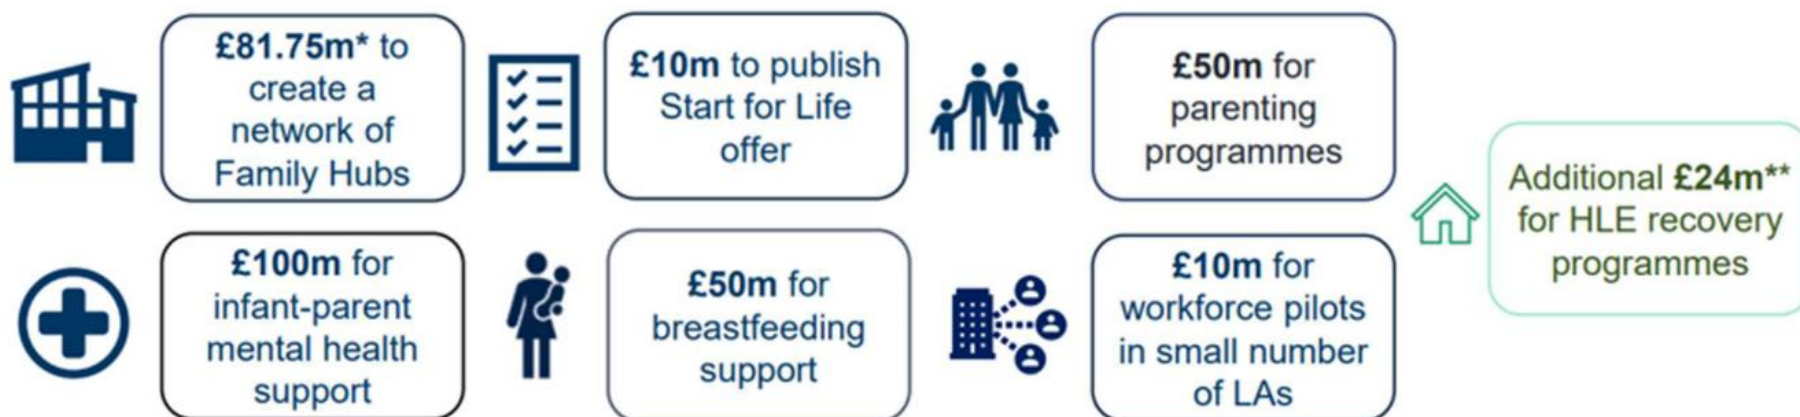 £81.75m* to
create a
network of
Family Hubs
£10m to publish
Start for Life
offer
£50m for
parenting
programmes
£100m for
infant-parent
mental health
support
£50m for
breastfeeding
support
£10m for
workforce pilots
in small number
of LAs
Additional £24m**
for HLE recovery
programmes